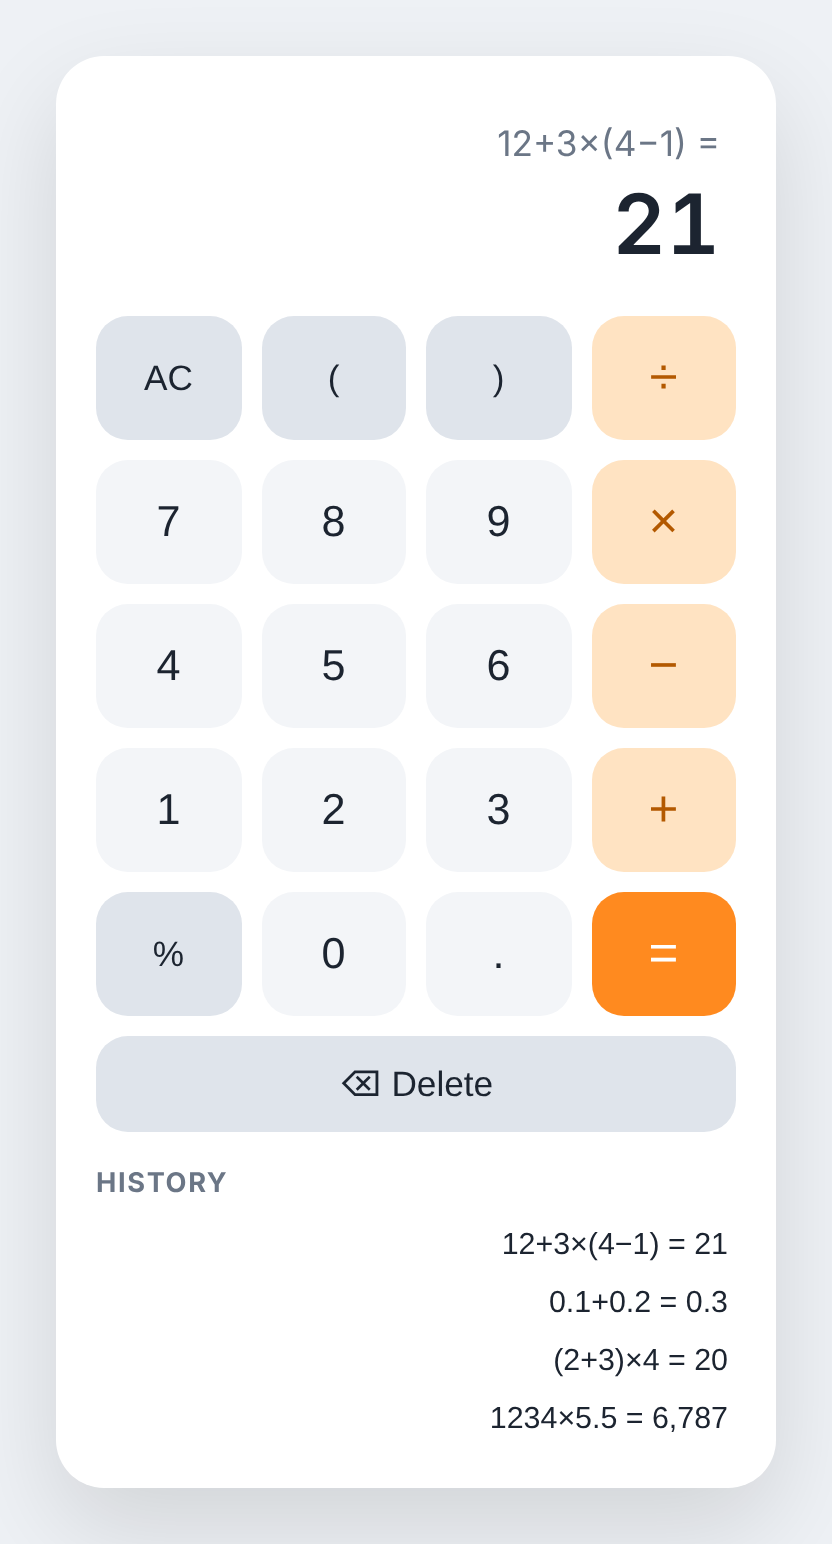 12+3×(4−1) =
21
AC ( ) ÷
7 8 9 ×
4 5 6 −
1 2 3 +
% 0 . =
⌫ Delete
HISTORY
12+3×(4−1) = 21
0.1+0.2 = 0.3
(2+3)×4 = 20
1234×5.5 = 6,787